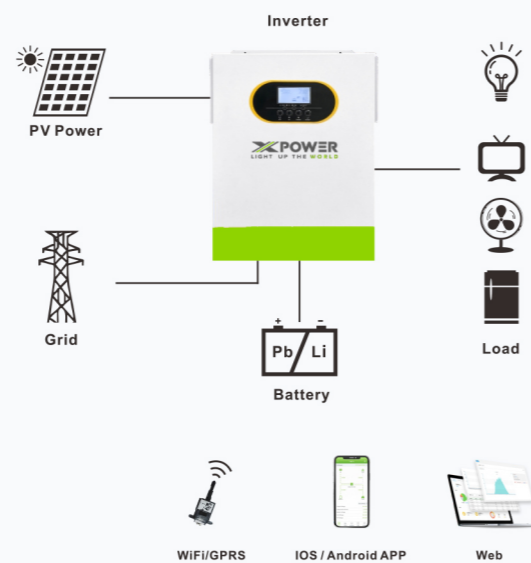 Inverter
PV Power
XPOWER
LIGHT UP THE WORLD
Grid
+ −
Pb/Li
Battery
Load
WiFi/GPRS
IOS / Android APP
Web